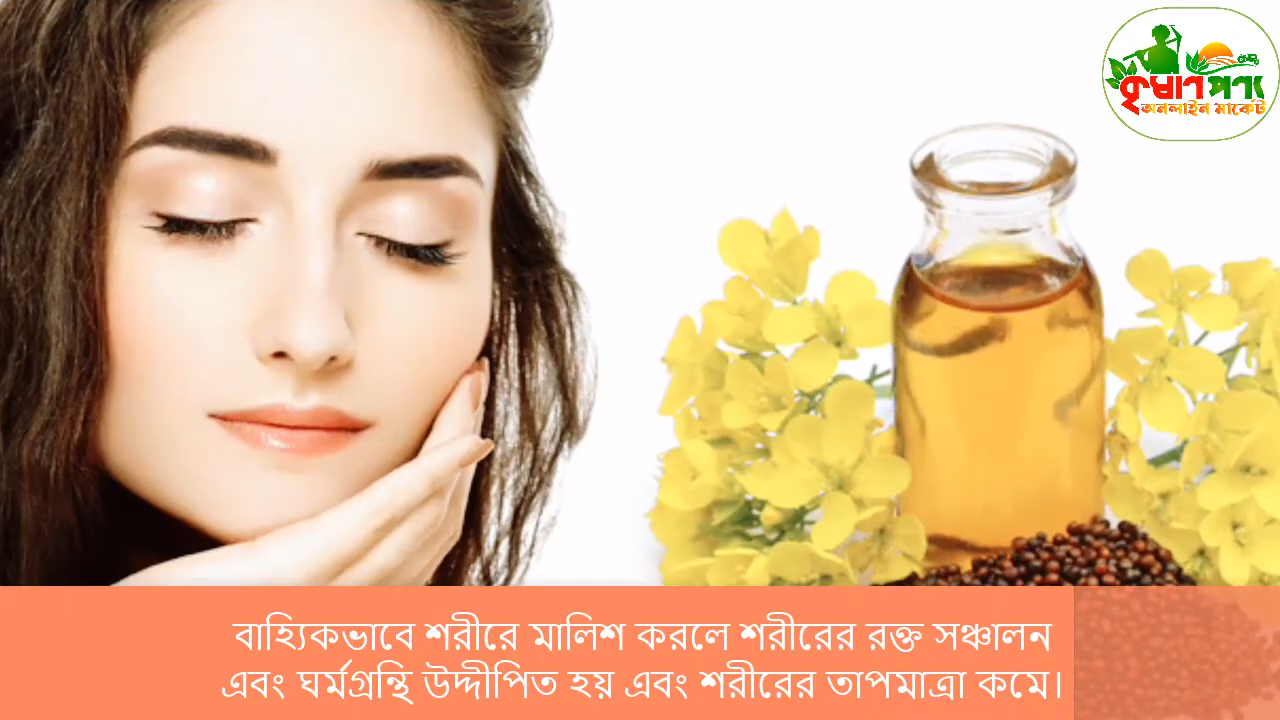 কৃষাণ পণ্য
অনলাইন মার্কেট
বাহ্যিকভাবে শরীরে মালিশ করলে শরীরের রক্ত সঞ্চালন
এবং ঘর্মগ্রন্থি উদ্দীপিত হয় এবং শরীরের তাপমাত্রা কমে।